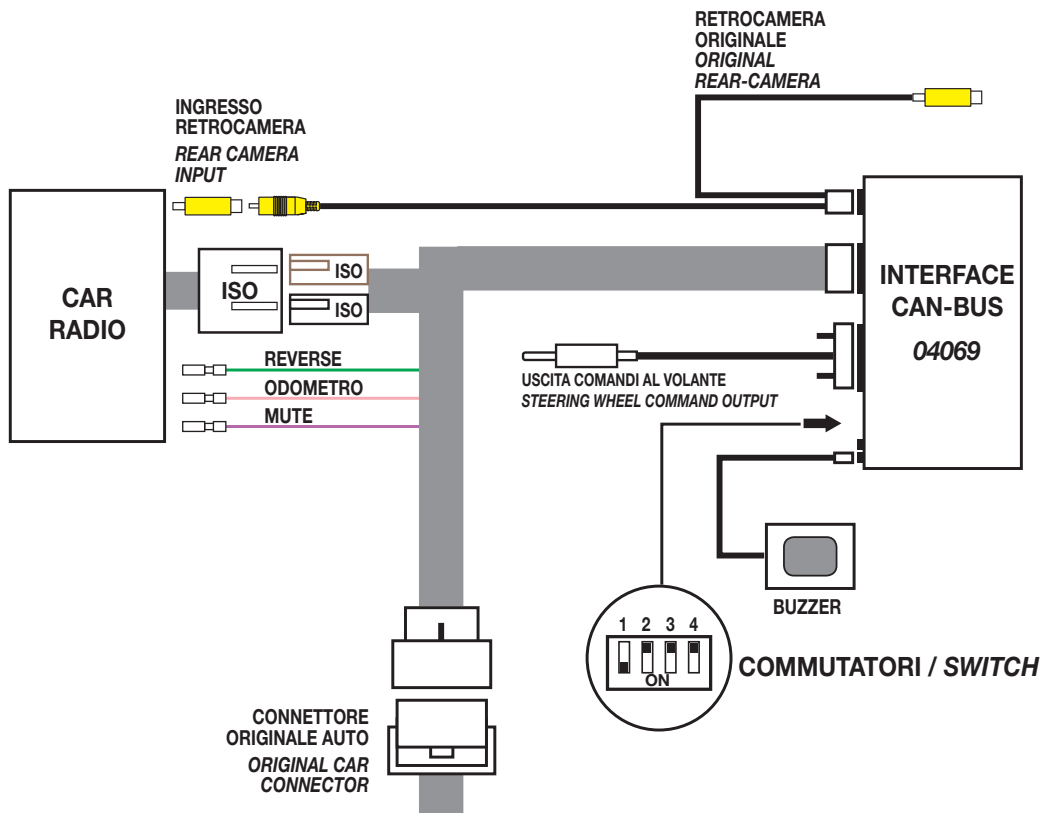 RETROCAMERA
ORIGINALE
ORIGINAL
REAR-CAMERA
INGRESSO
RETROCAMERA
REAR CAMERA
INPUT
CAR
RADIO
ISO
ISO
ISO
INTERFACE
CAN-BUS
04069
REVERSE
ODOMETRO
MUTE
USCITA COMANDI AL VOLANTE
STEERING WHEEL COMMAND OUTPUT
BUZZER
1 2 3 4
ON
COMMUTATORI / SWITCH
CONNETTORE
ORIGINALE AUTO
ORIGINAL CAR
CONNECTOR